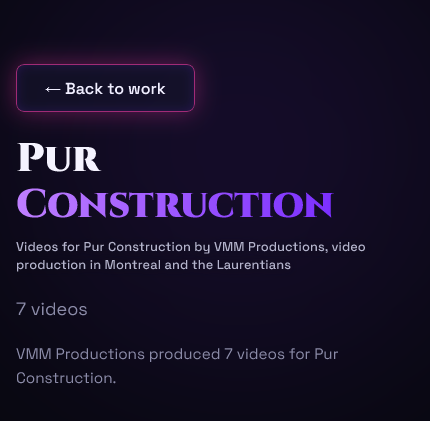 ← Back to work
Pur
Construction
Videos for Pur Construction by VMM Productions, video
production in Montreal and the Laurentians
7 videos
VMM Productions produced 7 videos for Pur
Construction.